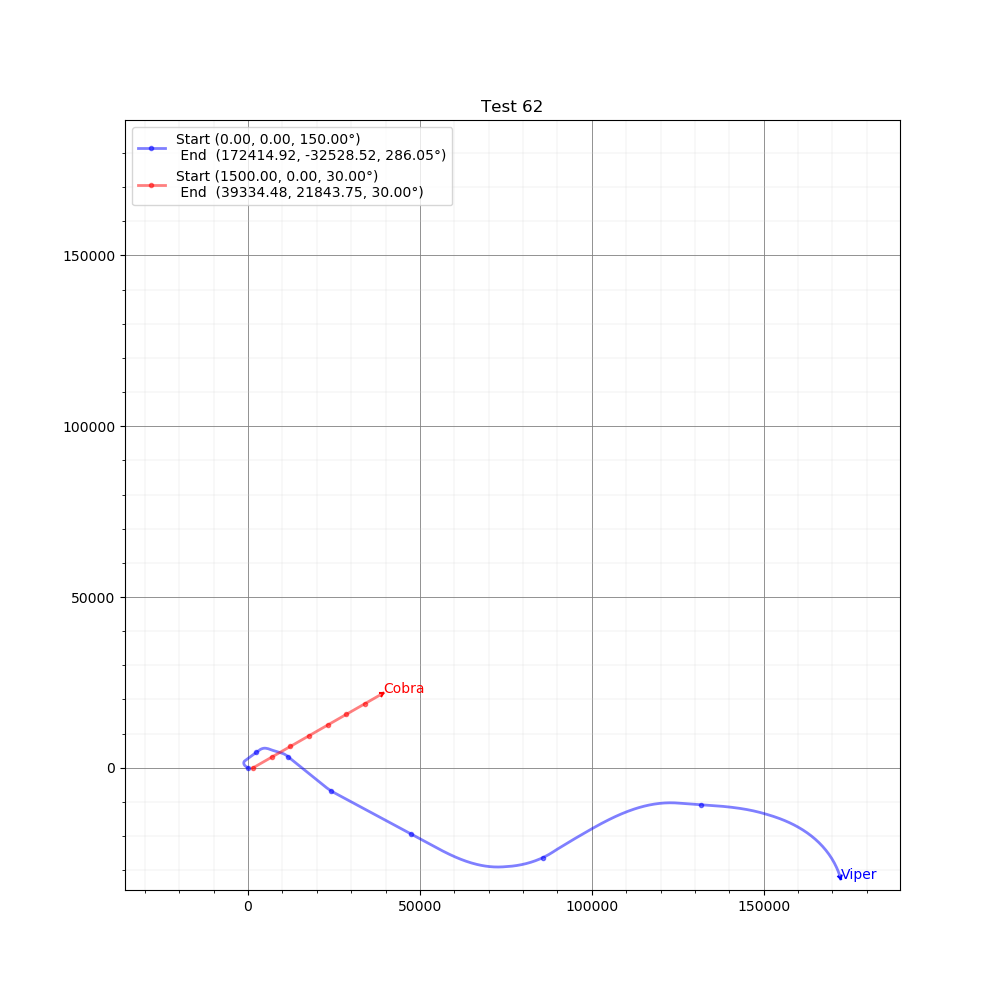 Test 62
Start (0.00, 0.00, 150.00°)
End  (172414.92, -32528.52, 286.05°)
Start (1500.00, 0.00, 30.00°)
End  (39334.48, 21843.75, 30.00°)
150000
100000
50000
0
Cobra
Viper
0
50000
100000
150000